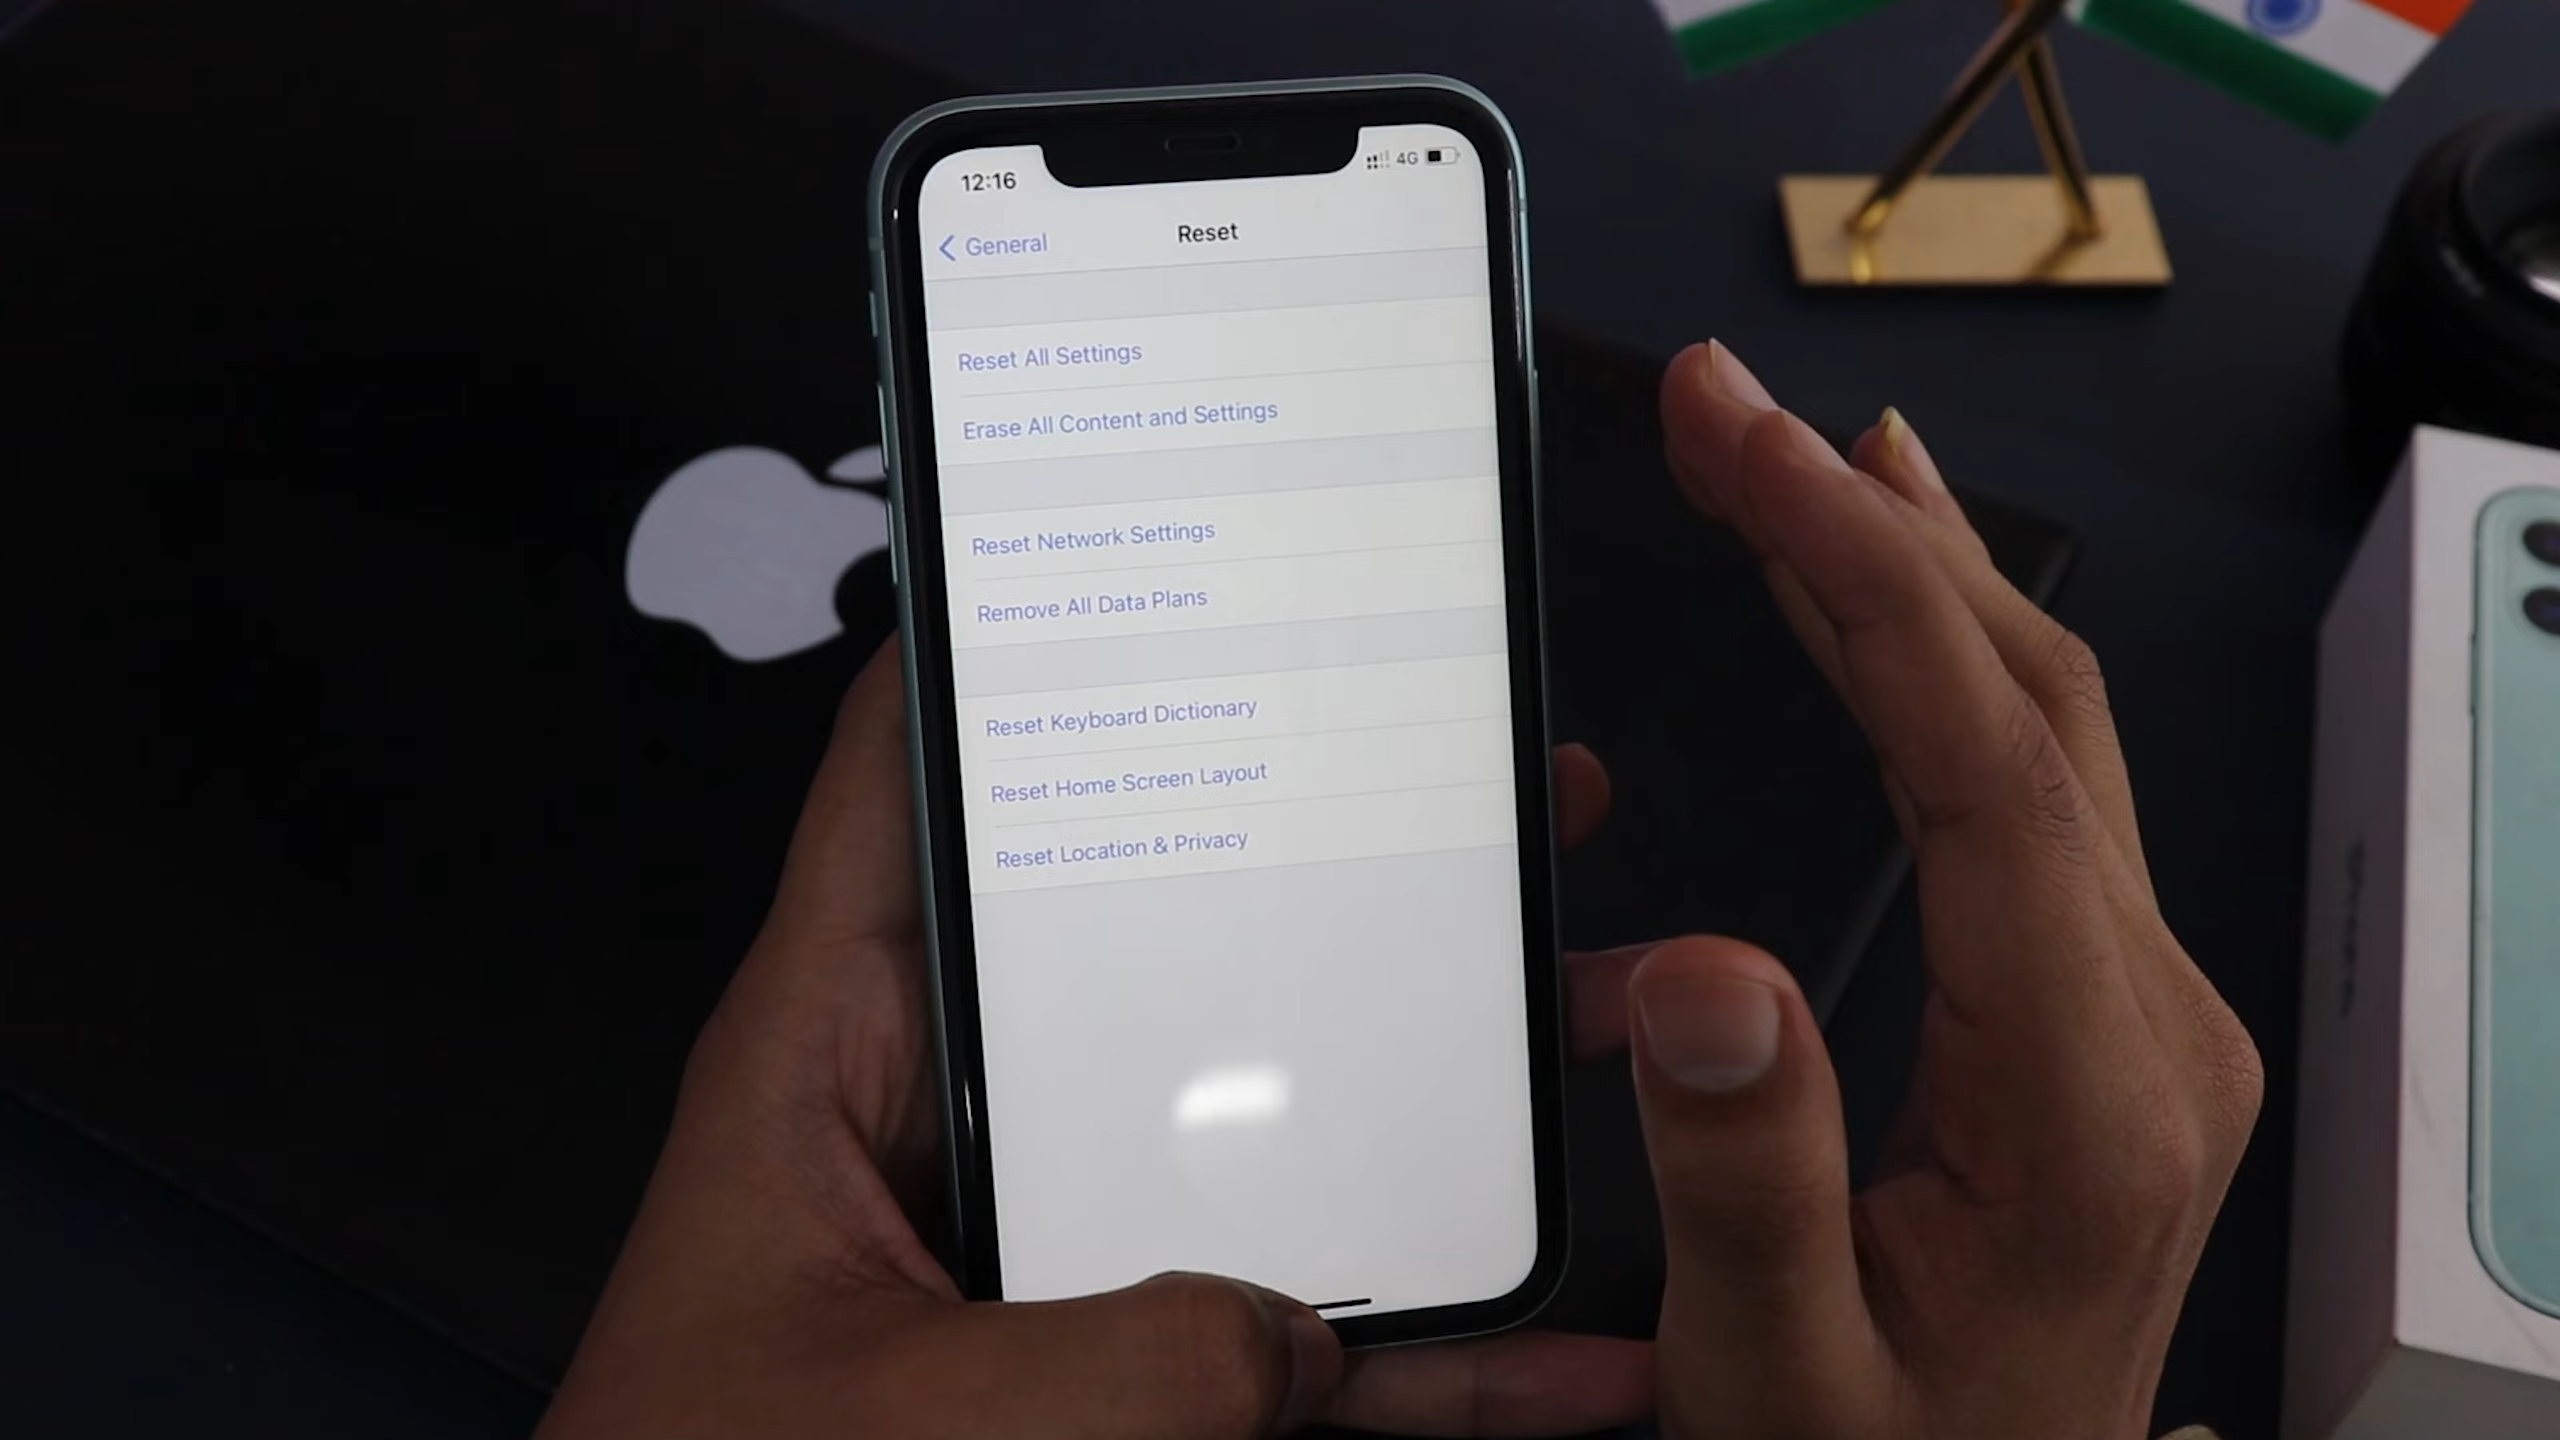 12:16
4G
General
Reset
Reset All Settings
Erase All Content and Settings
Reset Network Settings
Remove All Data Plans
Reset Keyboard Dictionary
Reset Home Screen Layout
Reset Location & Privacy